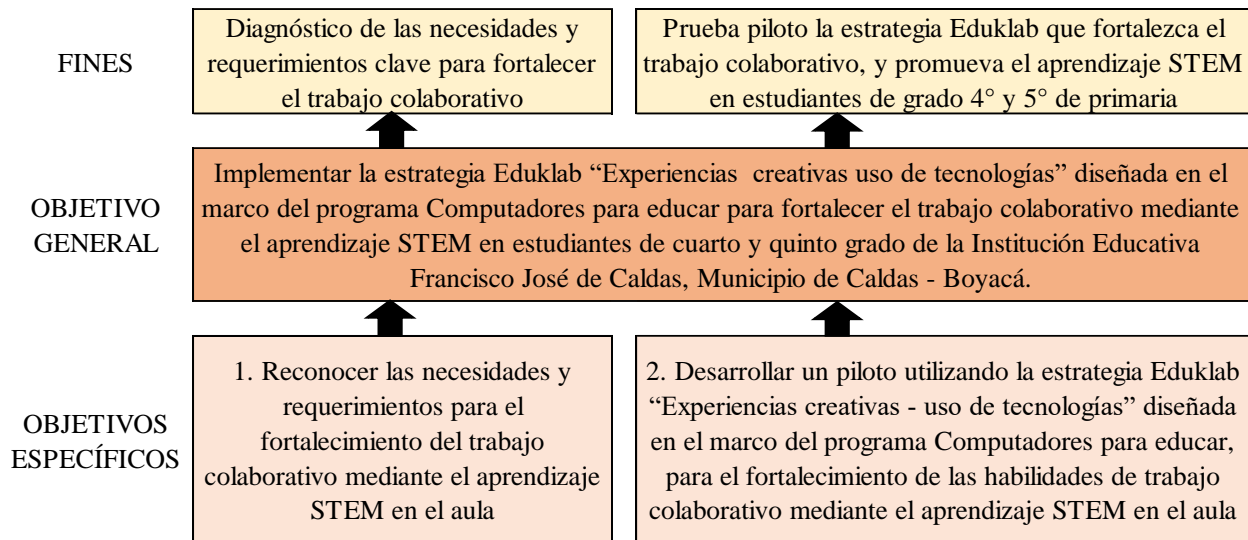 FINES
Diagnóstico de las necesidades y
requerimientos clave para fortalecer
el trabajo colaborativo
Prueba piloto la estrategia Eduklab que fortalezca el
trabajo colaborativo, y promueva el aprendizaje STEM
en estudiantes de grado 4° y 5° de primaria
OBJETIVO
GENERAL
Implementar la estrategia Eduklab “Experiencias creativas uso de tecnologías” diseñada en el
marco del programa Computadores para educar para fortalecer el trabajo colaborativo mediante
el aprendizaje STEM en estudiantes de cuarto y quinto grado de la Institución Educativa
Francisco José de Caldas, Municipio de Caldas - Boyacá.
OBJETIVOS
ESPECÍFICOS
1. Reconocer las necesidades y
requerimientos para el
fortalecimiento del trabajo
colaborativo mediante el aprendizaje
STEM en el aula
2. Desarrollar un piloto utilizando la estrategia Eduklab
“Experiencias creativas - uso de tecnologías” diseñada
en el marco del programa Computadores para educar,
para el fortalecimiento de las habilidades de trabajo
colaborativo mediante el aprendizaje STEM en el aula